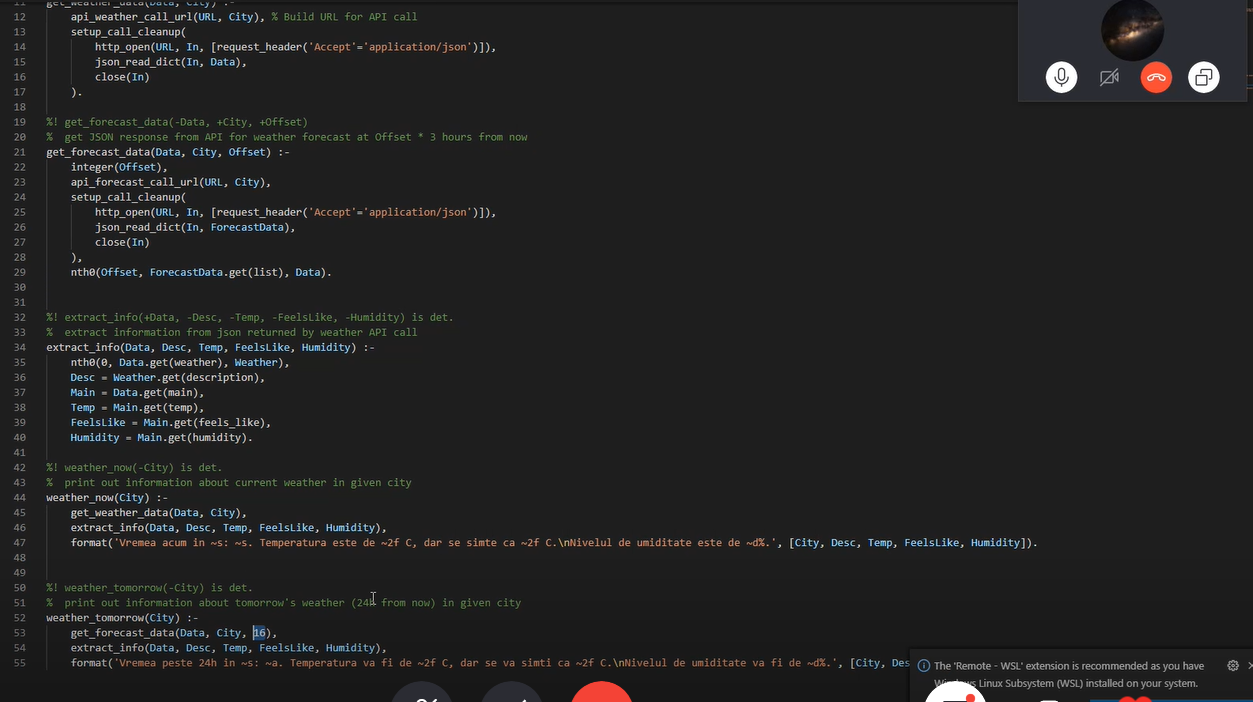 11 get_weather_data(Data, City) :-
12 api_weather_call_url(URL, City), % Build URL for API call
13 setup_call_cleanup(
14 http_open(URL, In, [request_header('Accept'='application/json')]),
15 json_read_dict(In, Data),
16 close(In)
17 ).
18
19 %! get_forecast_data(-Data, +City, +Offset)
20 % get JSON response from API for weather forecast at Offset * 3 hours from now
21 get_forecast_data(Data, City, Offset) :-
22 integer(Offset),
23 api_forecast_call_url(URL, City),
24 setup_call_cleanup(
25 http_open(URL, In, [request_header('Accept'='application/json')]),
26 json_read_dict(In, ForecastData),
27 close(In)
28 ),
29 nth0(Offset, ForecastData.get(list), Data).
30
31
32 %! extract_info(+Data, -Desc, -Temp, -FeelsLike, -Humidity) is det.
33 % extract information from json returned by weather API call
34 extract_info(Data, Desc, Temp, FeelsLike, Humidity) :-
35 nth0(0, Data.get(weather), Weather),
36 Desc = Weather.get(description),
37 Main = Data.get(main),
38 Temp = Main.get(temp),
39 FeelsLike = Main.get(feels_like),
40 Humidity = Main.get(humidity).
41
42 %! weather_now(-City) is det.
43 % print out information about current weather in given city
44 weather_now(City) :-
45 get_weather_data(Data, City),
46 extract_info(Data, Desc, Temp, FeelsLike, Humidity),
47 format('Vremea acum in ~s: ~s. Temperatura este de ~2f C, dar se simte ca ~2f C.\nNivelul de umiditate este de ~d%.', [City, Desc, Temp, FeelsLike, Humidity]).
48
49
50 %! weather_tomorrow(-City) is det.
51 % print out information about tomorrow's weather (24h from now) in given city
52 weather_tomorrow(City) :-
53 get_forecast_data(Data, City, 16),
54 extract_info(Data, Desc, Temp, FeelsLike, Humidity),
55 format('Vremea peste 24h in ~s: ~a. Temperatura va fi de ~2f C, dar se va simti ca ~2f C.\nNivelul de umiditate va fi de ~d%.', [City, Des
The 'Remote - WSL' extension is recommended as you have
Windows Linux Subsystem (WSL) installed on your system.